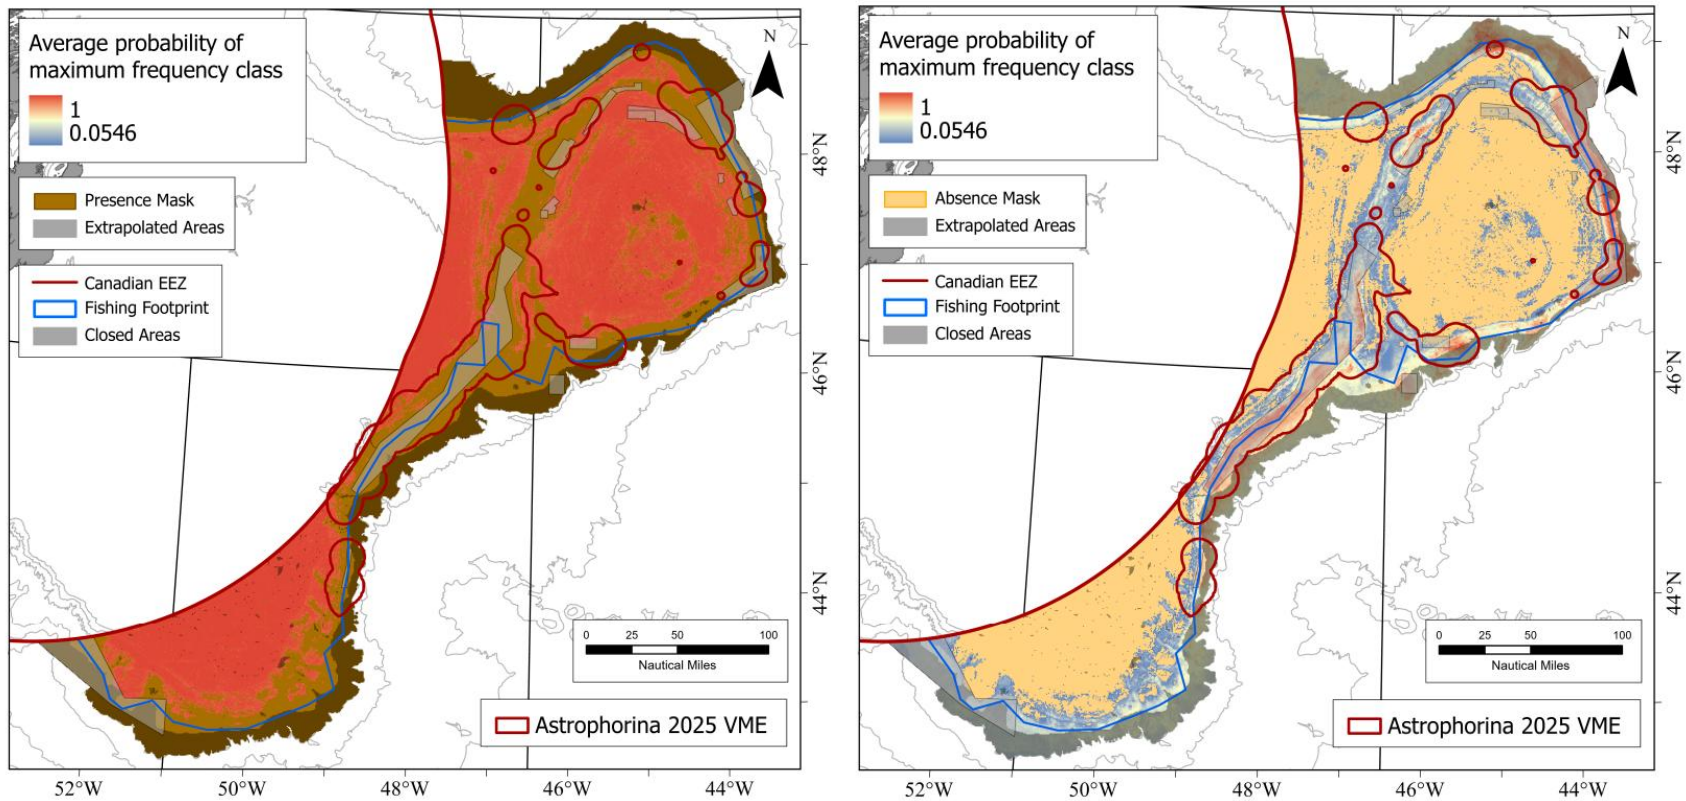 Average probability of
maximum frequency class
1
0.0546
Presence Mask
Extrapolated Areas
Canadian EEZ
Fishing Footprint
Closed Areas
N
48°N
46°N
44°N
0 25 50 100
Nautical Miles
Astrophorina 2025 VME
52°W 50°W 48°W 46°W 44°W
Average probability of
maximum frequency class
1
0.0546
Absence Mask
Extrapolated Areas
Canadian EEZ
Fishing Footprint
Closed Areas
N
48°N
46°N
44°N
0 25 50 100
Nautical Miles
Astrophorina 2025 VME
52°W 50°W 48°W 46°W 44°W